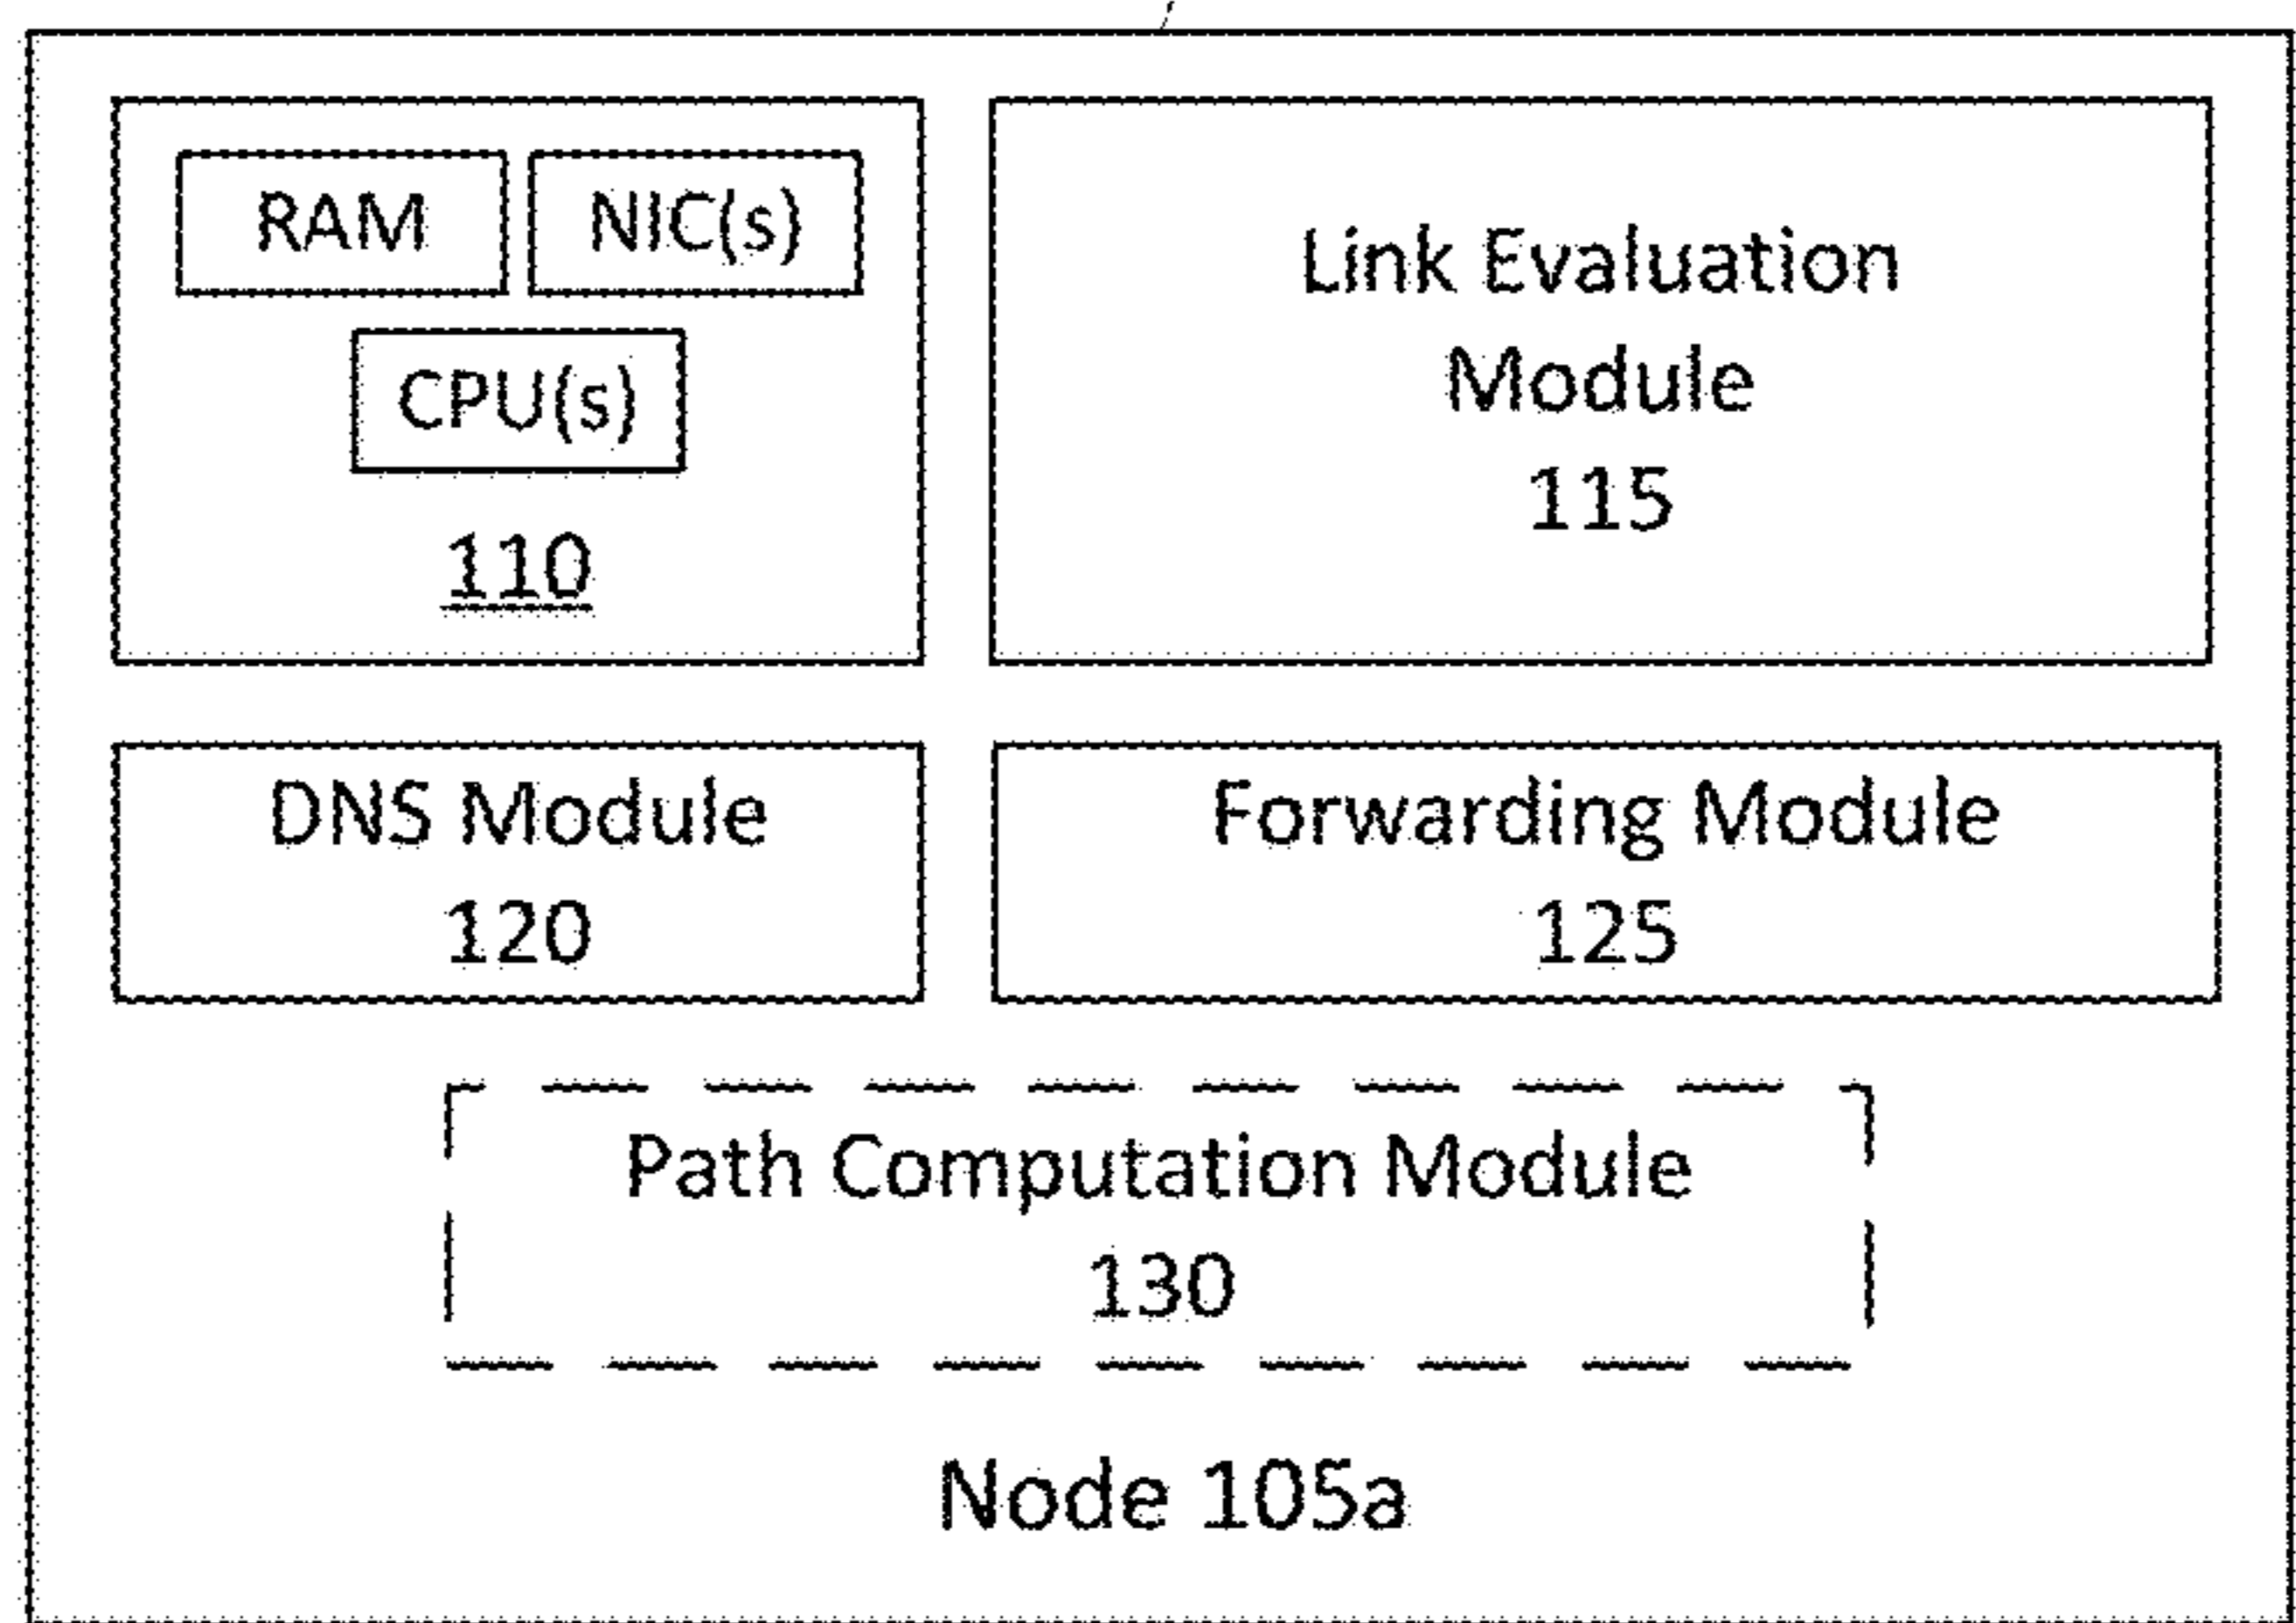 RAM
NIC(s)
CPU(s)
110
Link Evaluation
Module
115
DNS Module
120
Forwarding Module
125
Path Computation Module
130
Node 105a